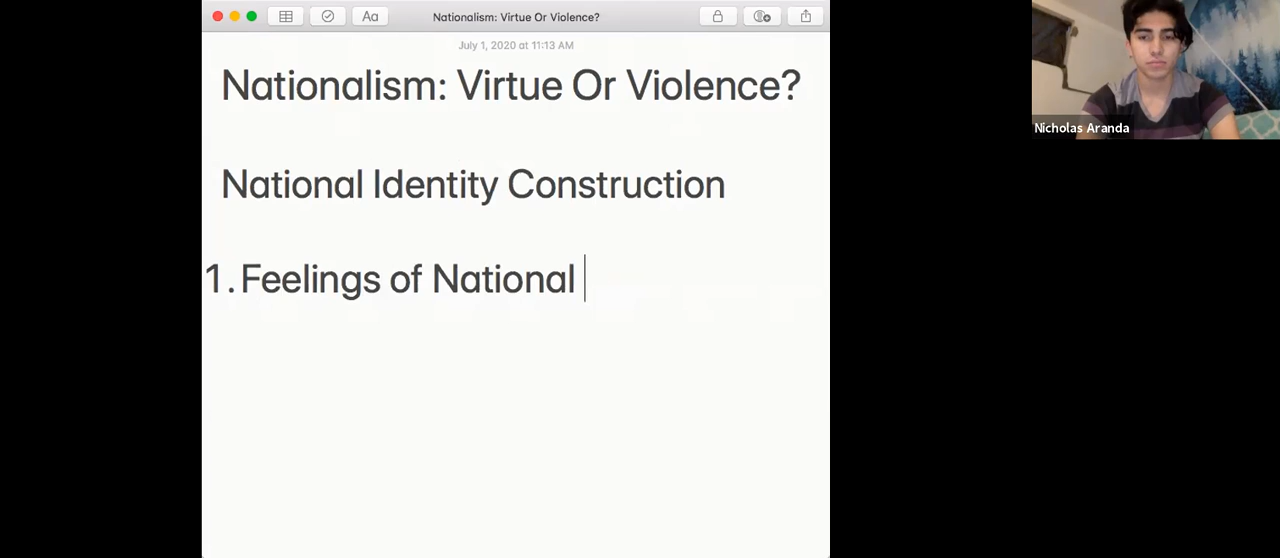 Aa
Nationalism: Virtue Or Violence?
July 1, 2020 at 11:13 AM
Nationalism: Virtue Or Violence?
National Identity Construction
1. Feelings of National
Nicholas Aranda